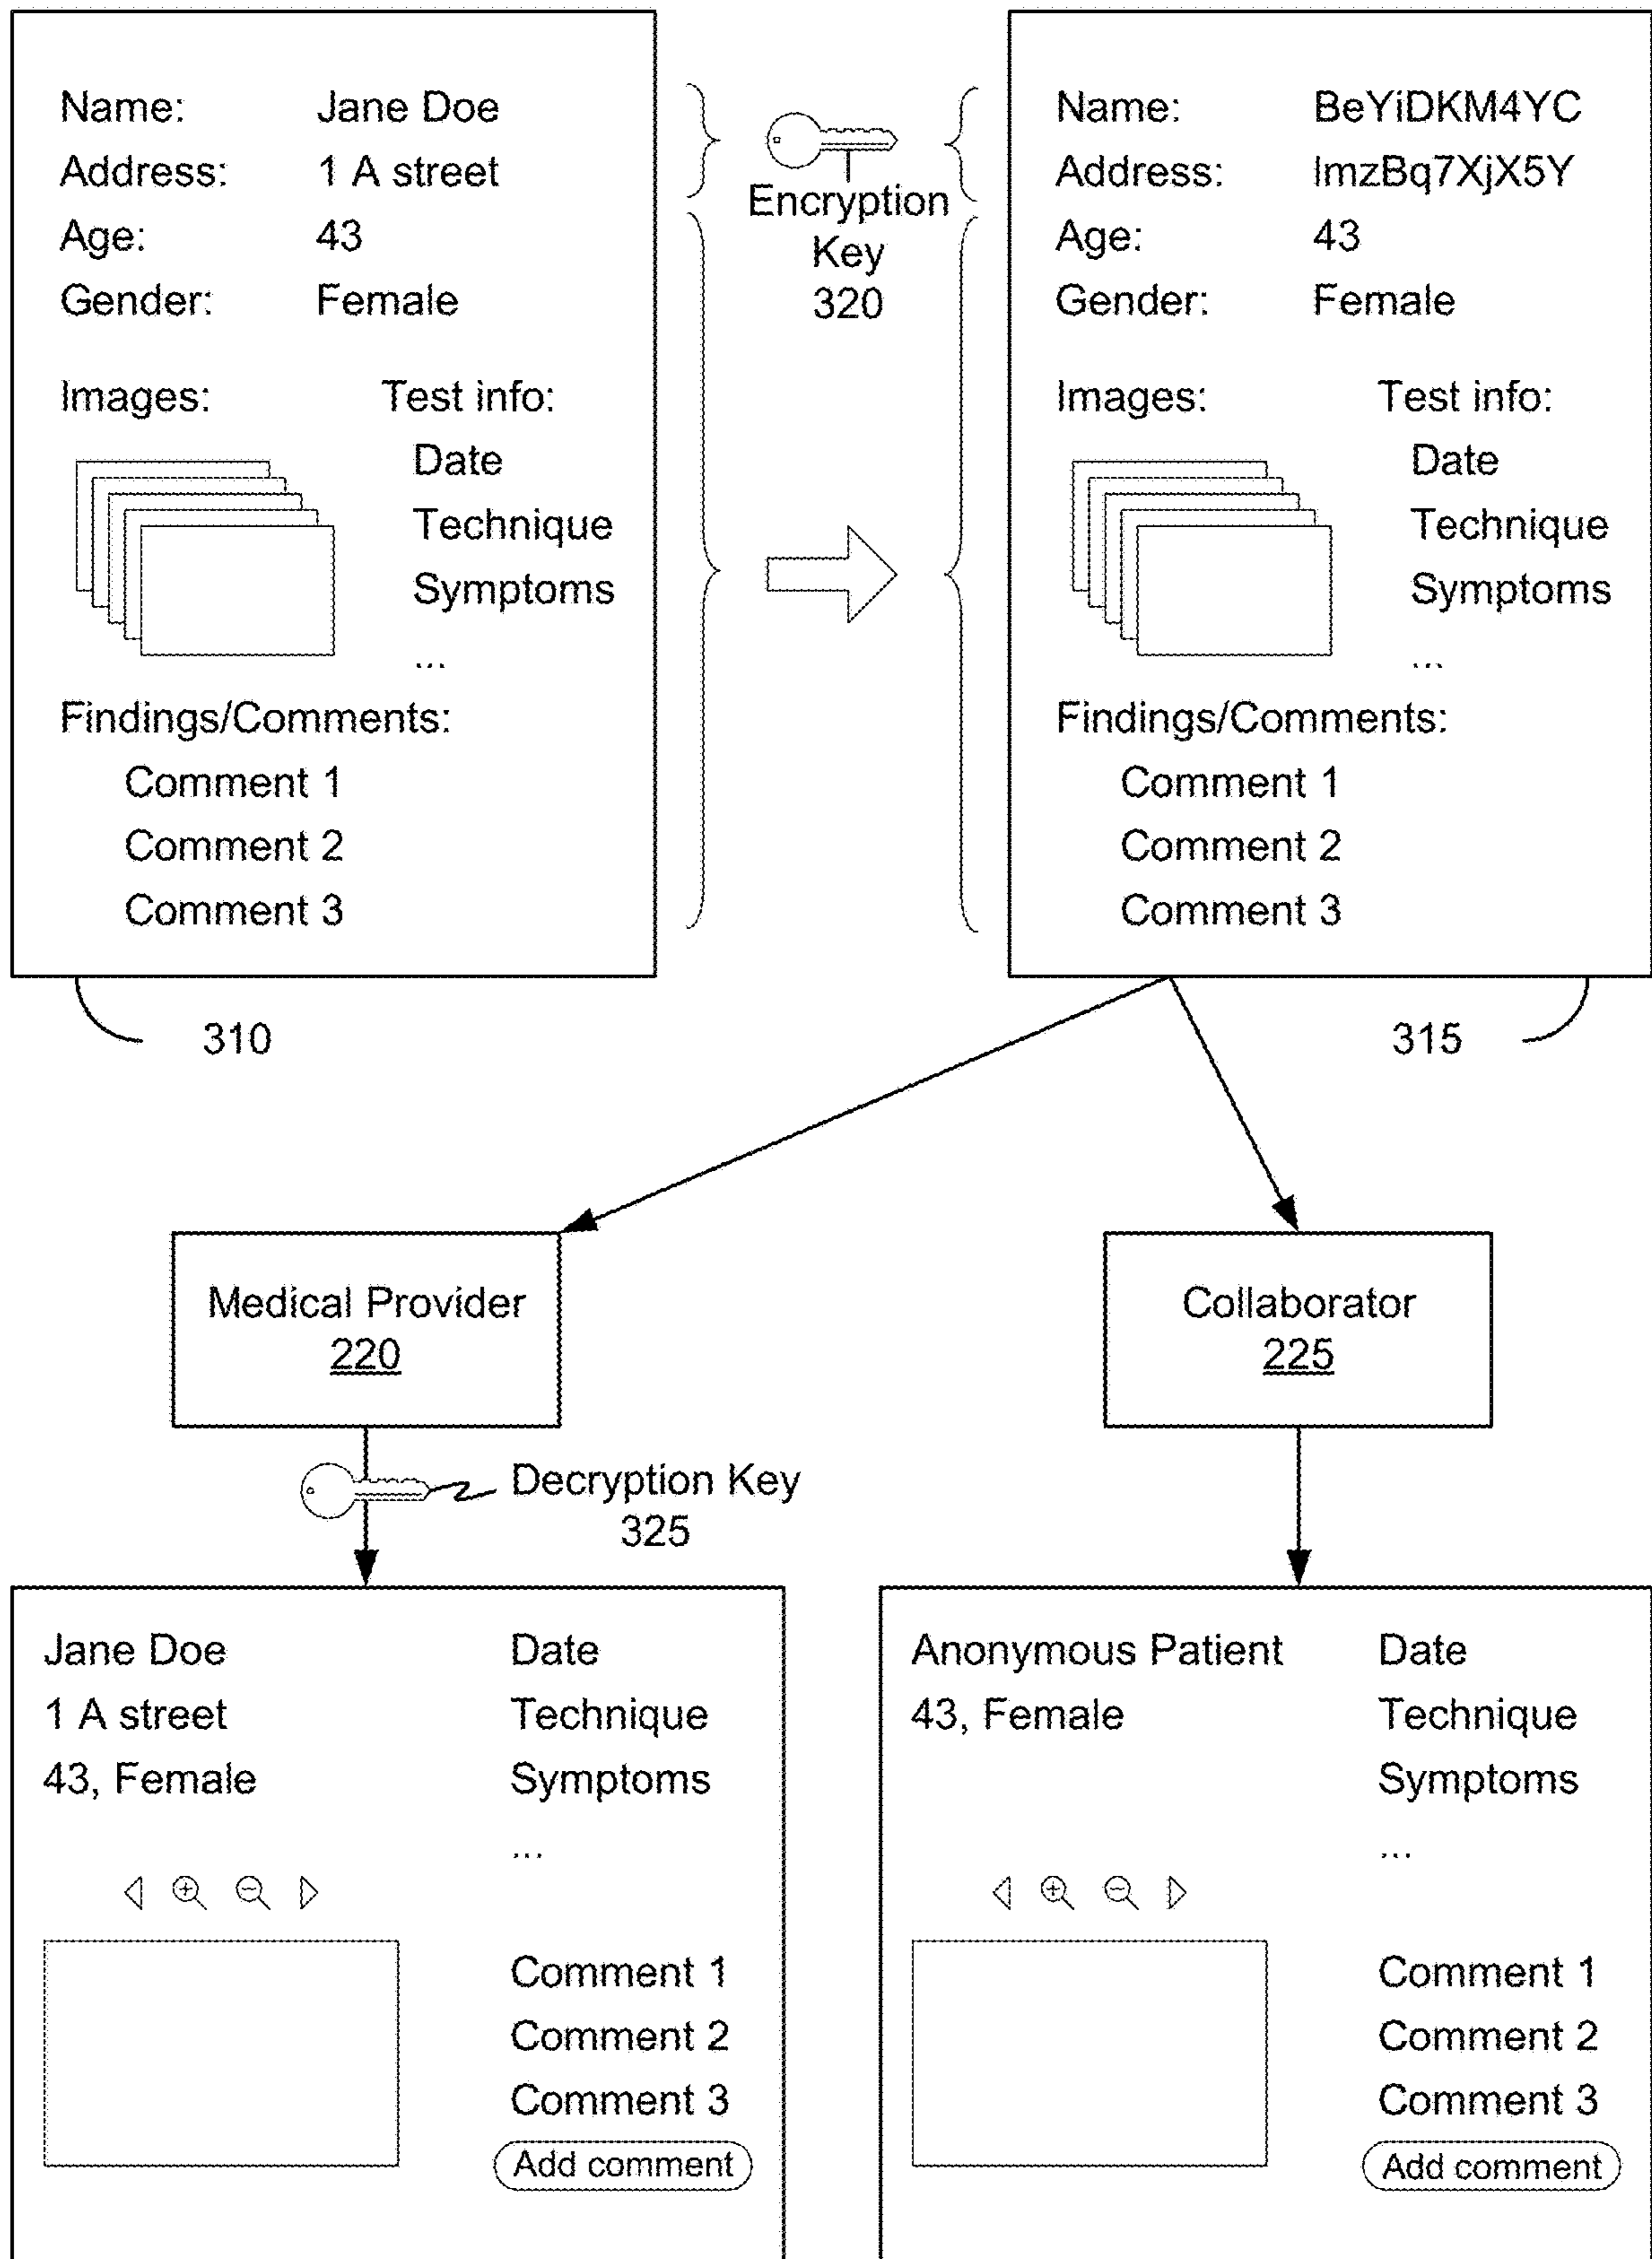 Name: Jane Doe
Address: 1 A street
Age: 43
Gender: Female
Images: Test info:
Date
Technique
Symptoms
...
Findings/Comments:
Comment 1
Comment 2
Comment 3
310
Encryption
Key
320
Name: BeYiDKM4YC
Address: lmzBq7XjX5Y
Age: 43
Gender: Female
Images: Test info:
Date
Technique
Symptoms
...
Findings/Comments:
Comment 1
Comment 2
Comment 3
315
Medical Provider
220
Collaborator
225
Decryption Key
325
Jane Doe Date
1 A street Technique
43, Female Symptoms
...
Comment 1
Comment 2
Comment 3
Add comment
Anonymous Patient Date
43, Female Technique
Symptoms
...
Comment 1
Comment 2
Comment 3
Add comment